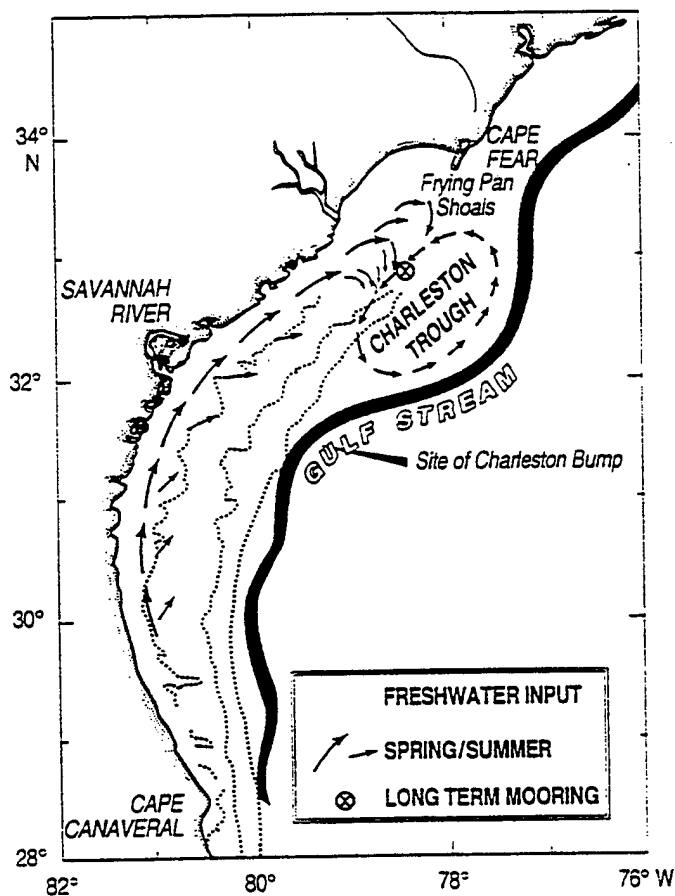 34°
N
CAPE
FEAR
Frying Pan
Shoals
SAVANNAH
RIVER
CHARLESTON
TROUGH
32°
GULF STREAM
Site of Charleston Bump
30°
FRESHWATER INPUT
SPRING/SUMMER
LONG TERM MOORING
CAPE
CANAVERAL
28°
82°
80°
78°
76° W